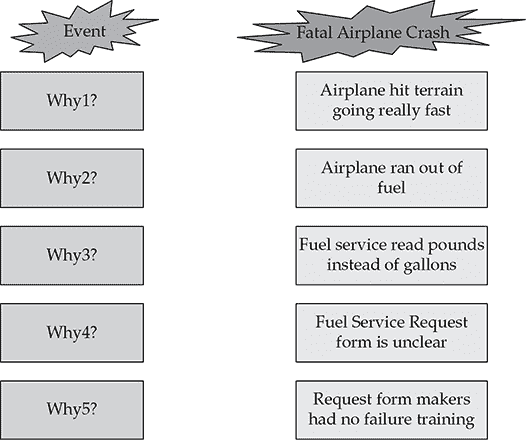 Event
Fatal Airplane Crash
Why1?
Airplane hit terrain
going really fast
Why2?
Airplane ran out of
fuel
Why3?
Fuel service read pounds
instead of gallons
Why4?
Fuel Service Request
form is unclear
Why5?
Request form makers
had no failure training